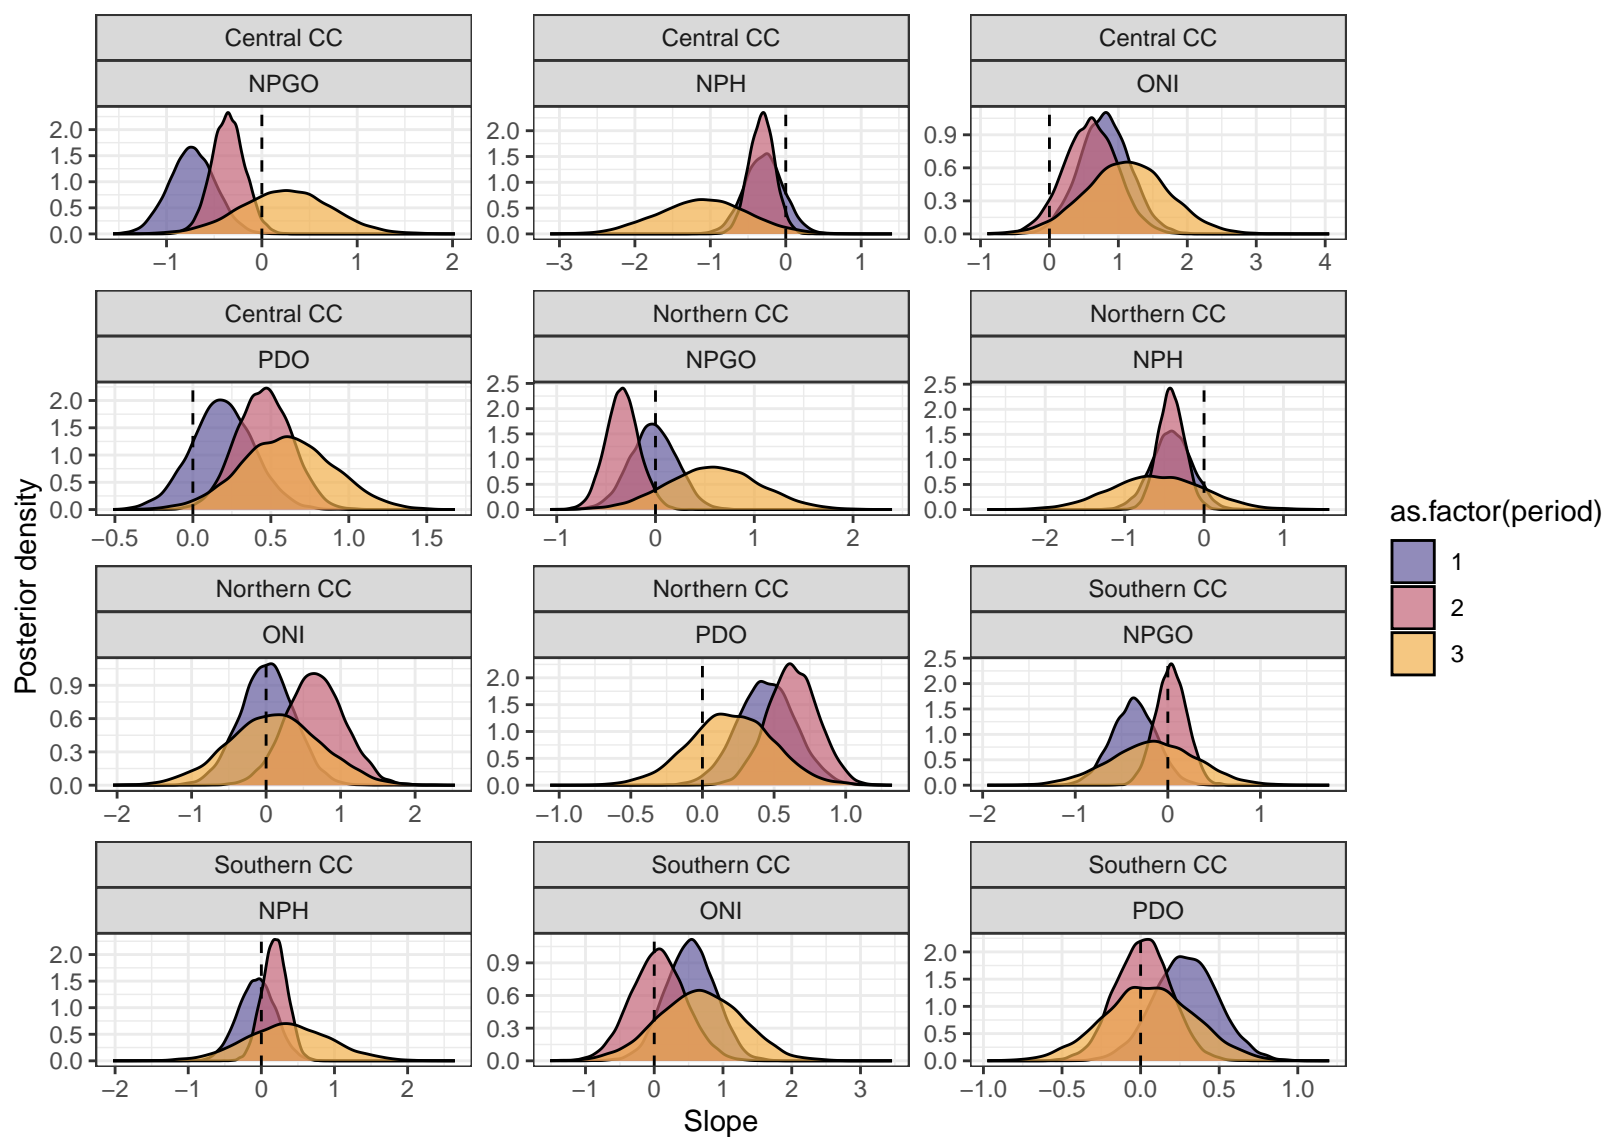 Central CC
Central CC
Central CC
NPGO
NPH
ONI
2.0
1.5
1.0
0.5
0.0
−1 0 1 2
2.0
1.5
1.0
0.5
0.0
−3 −2 −1 0 1
0.9
0.6
0.3
0.0
−1 0 1 2 3 4
Central CC
Northern CC
Northern CC
PDO
NPGO
NPH
2.0
1.5
1.0
0.5
0.0
−0.5 0.0 0.5 1.0 1.5
2.5
2.0
1.5
1.0
0.5
0.0
−1 0 1 2
2.5
2.0
1.5
1.0
0.5
0.0
−2 −1 0 1
Northern CC
Northern CC
Southern CC
ONI
PDO
NPGO
0.9
0.6
0.3
0.0
−2 −1 0 1 2
2.0
1.5
1.0
0.5
0.0
−1.0 −0.5 0.0 0.5 1.0
2.5
2.0
1.5
1.0
0.5
0.0
−2 −1 0 1
Southern CC
Southern CC
Southern CC
NPH
ONI
PDO
2.0
1.5
1.0
0.5
0.0
−2 −1 0 1 2
0.9
0.6
0.3
0.0
−1 0 1 2 3
2.0
1.5
1.0
0.5
0.0
−1.0 −0.5 0.0 0.5 1.0
Posterior density
Slope
as.factor(period)
1
2
3